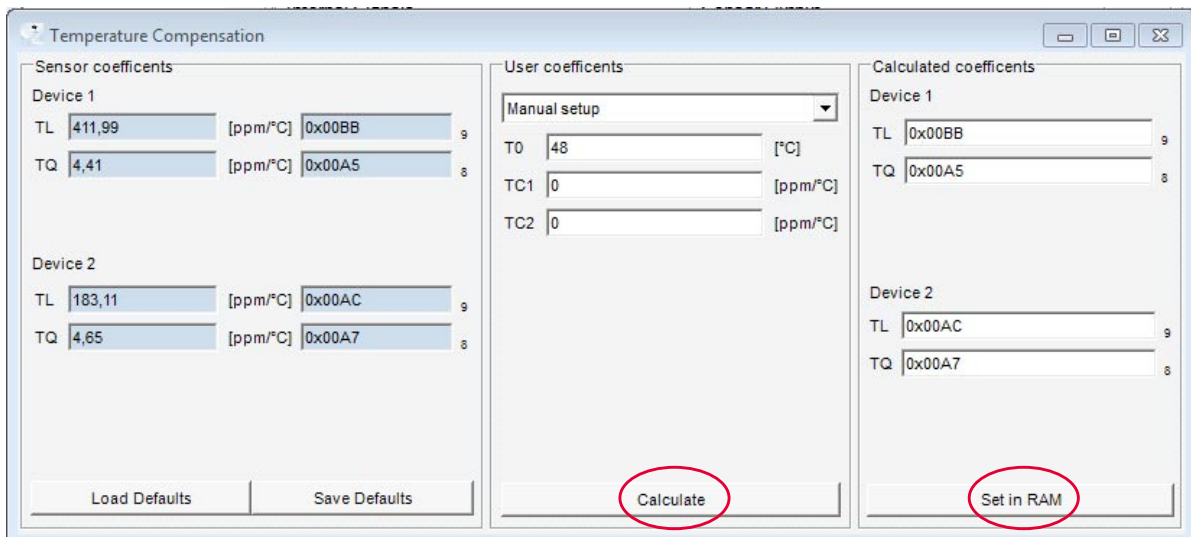 Temperature Compensation
Sensor coefficents
Device 1
TL 411,99 [ppm/°C] 0x00BB 9
TQ 4,41 [ppm/°C] 0x00A5 8
Device 2
TL 183,11 [ppm/°C] 0x00AC 9
TQ 4,65 [ppm/°C] 0x00A7 8
Load Defaults Save Defaults
User coefficents
Manual setup
T0 48 [°C]
TC1 0 [ppm/°C]
TC2 0 [ppm/°C]
Calculate
Calculated coefficents
Device 1
TL 0x00BB 9
TQ 0x00A5 8
Device 2
TL 0x00AC 9
TQ 0x00A7 8
Set in RAM